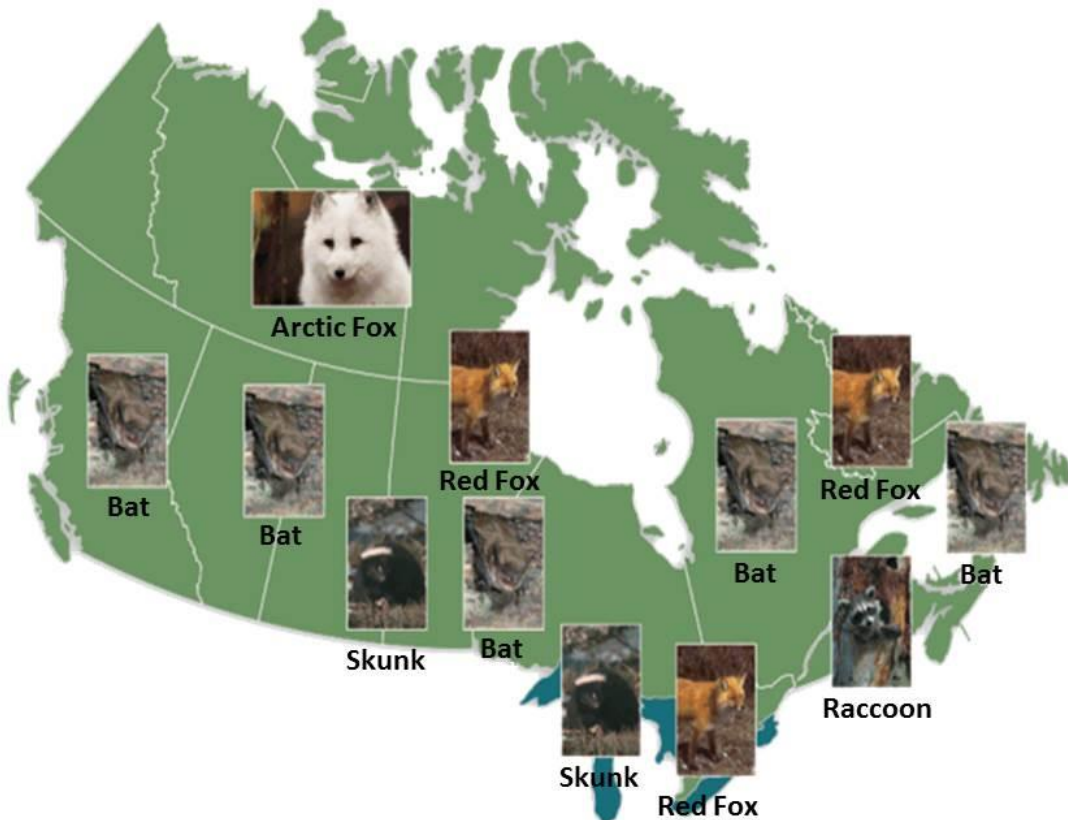 Arctic Fox
Red Fox
Red Fox
Bat
Bat
Bat
Bat
Skunk
Bat
Raccoon
Skunk
Red Fox